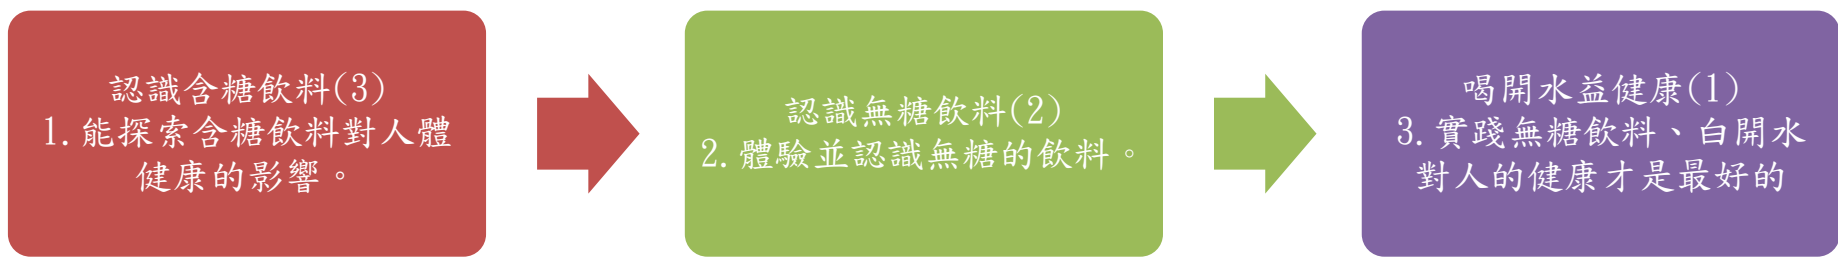 認識含糖飲料(3)
1.能探索含糖飲料對人體
健康的影響。
認識無糖飲料(2)
2.體驗並認識無糖的飲料。
喝開水益健康(1)
3.實踐無糖飲料、白開水
對人的健康才是最好的